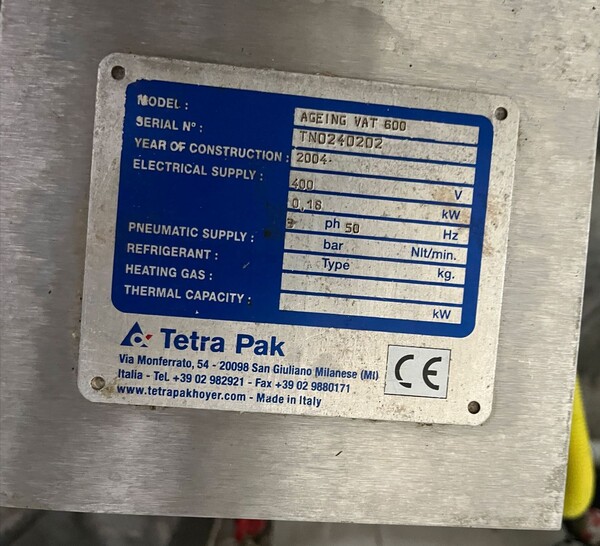 MODEL : AGEING VAT 600
SERIAL N° : TN0240202
YEAR OF CONSTRUCTION : 2004.
ELECTRICAL SUPPLY :
400 V
0,18 kW
3 ph 50 Hz
PNEUMATIC SUPPLY : bar Nlt/min.
REFRIGERANT : Type kg.
HEATING GAS :
THERMAL CAPACITY : kW
Tetra Pak
Via Monferrato, 54 - 20098 San Giuliano Milanese (MI)
Italia - Tel. +39 02 982921 - Fax +39 02 9880171
www.tetrapakhoyer.com - Made in Italy
CE